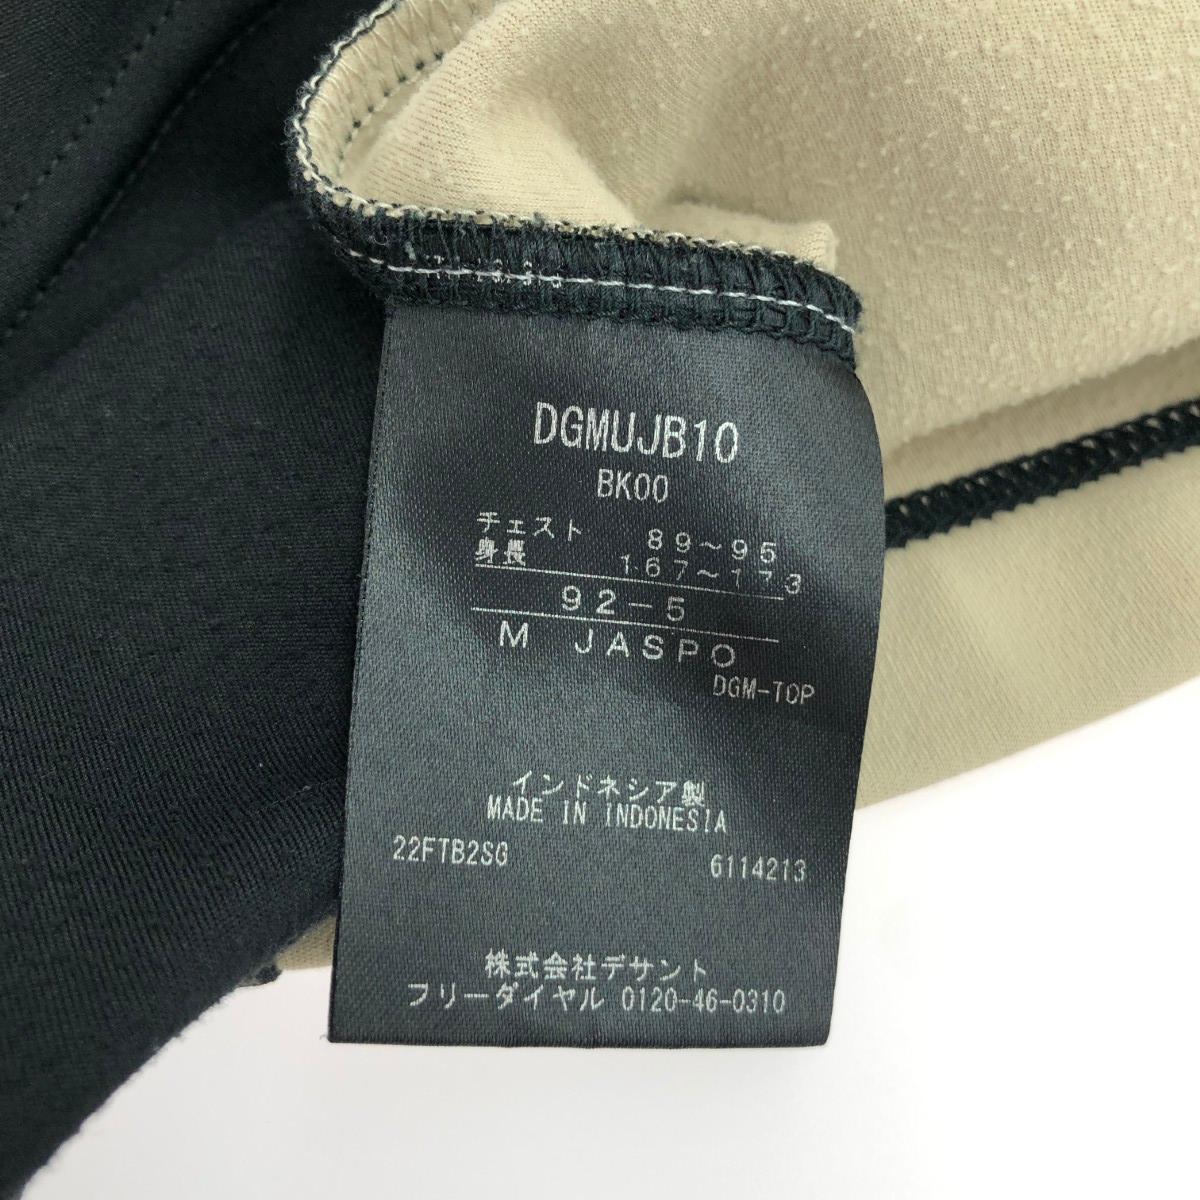 DGMUJB10
BK00
チェスト 89～95
身長 167～173
92-5
M JASPO
DGM-TOP
インドネシア製
MADE IN INDONESIA
22FTB2SG 6114213
株式会社デサント
フリーダイヤル 0120-46-0310